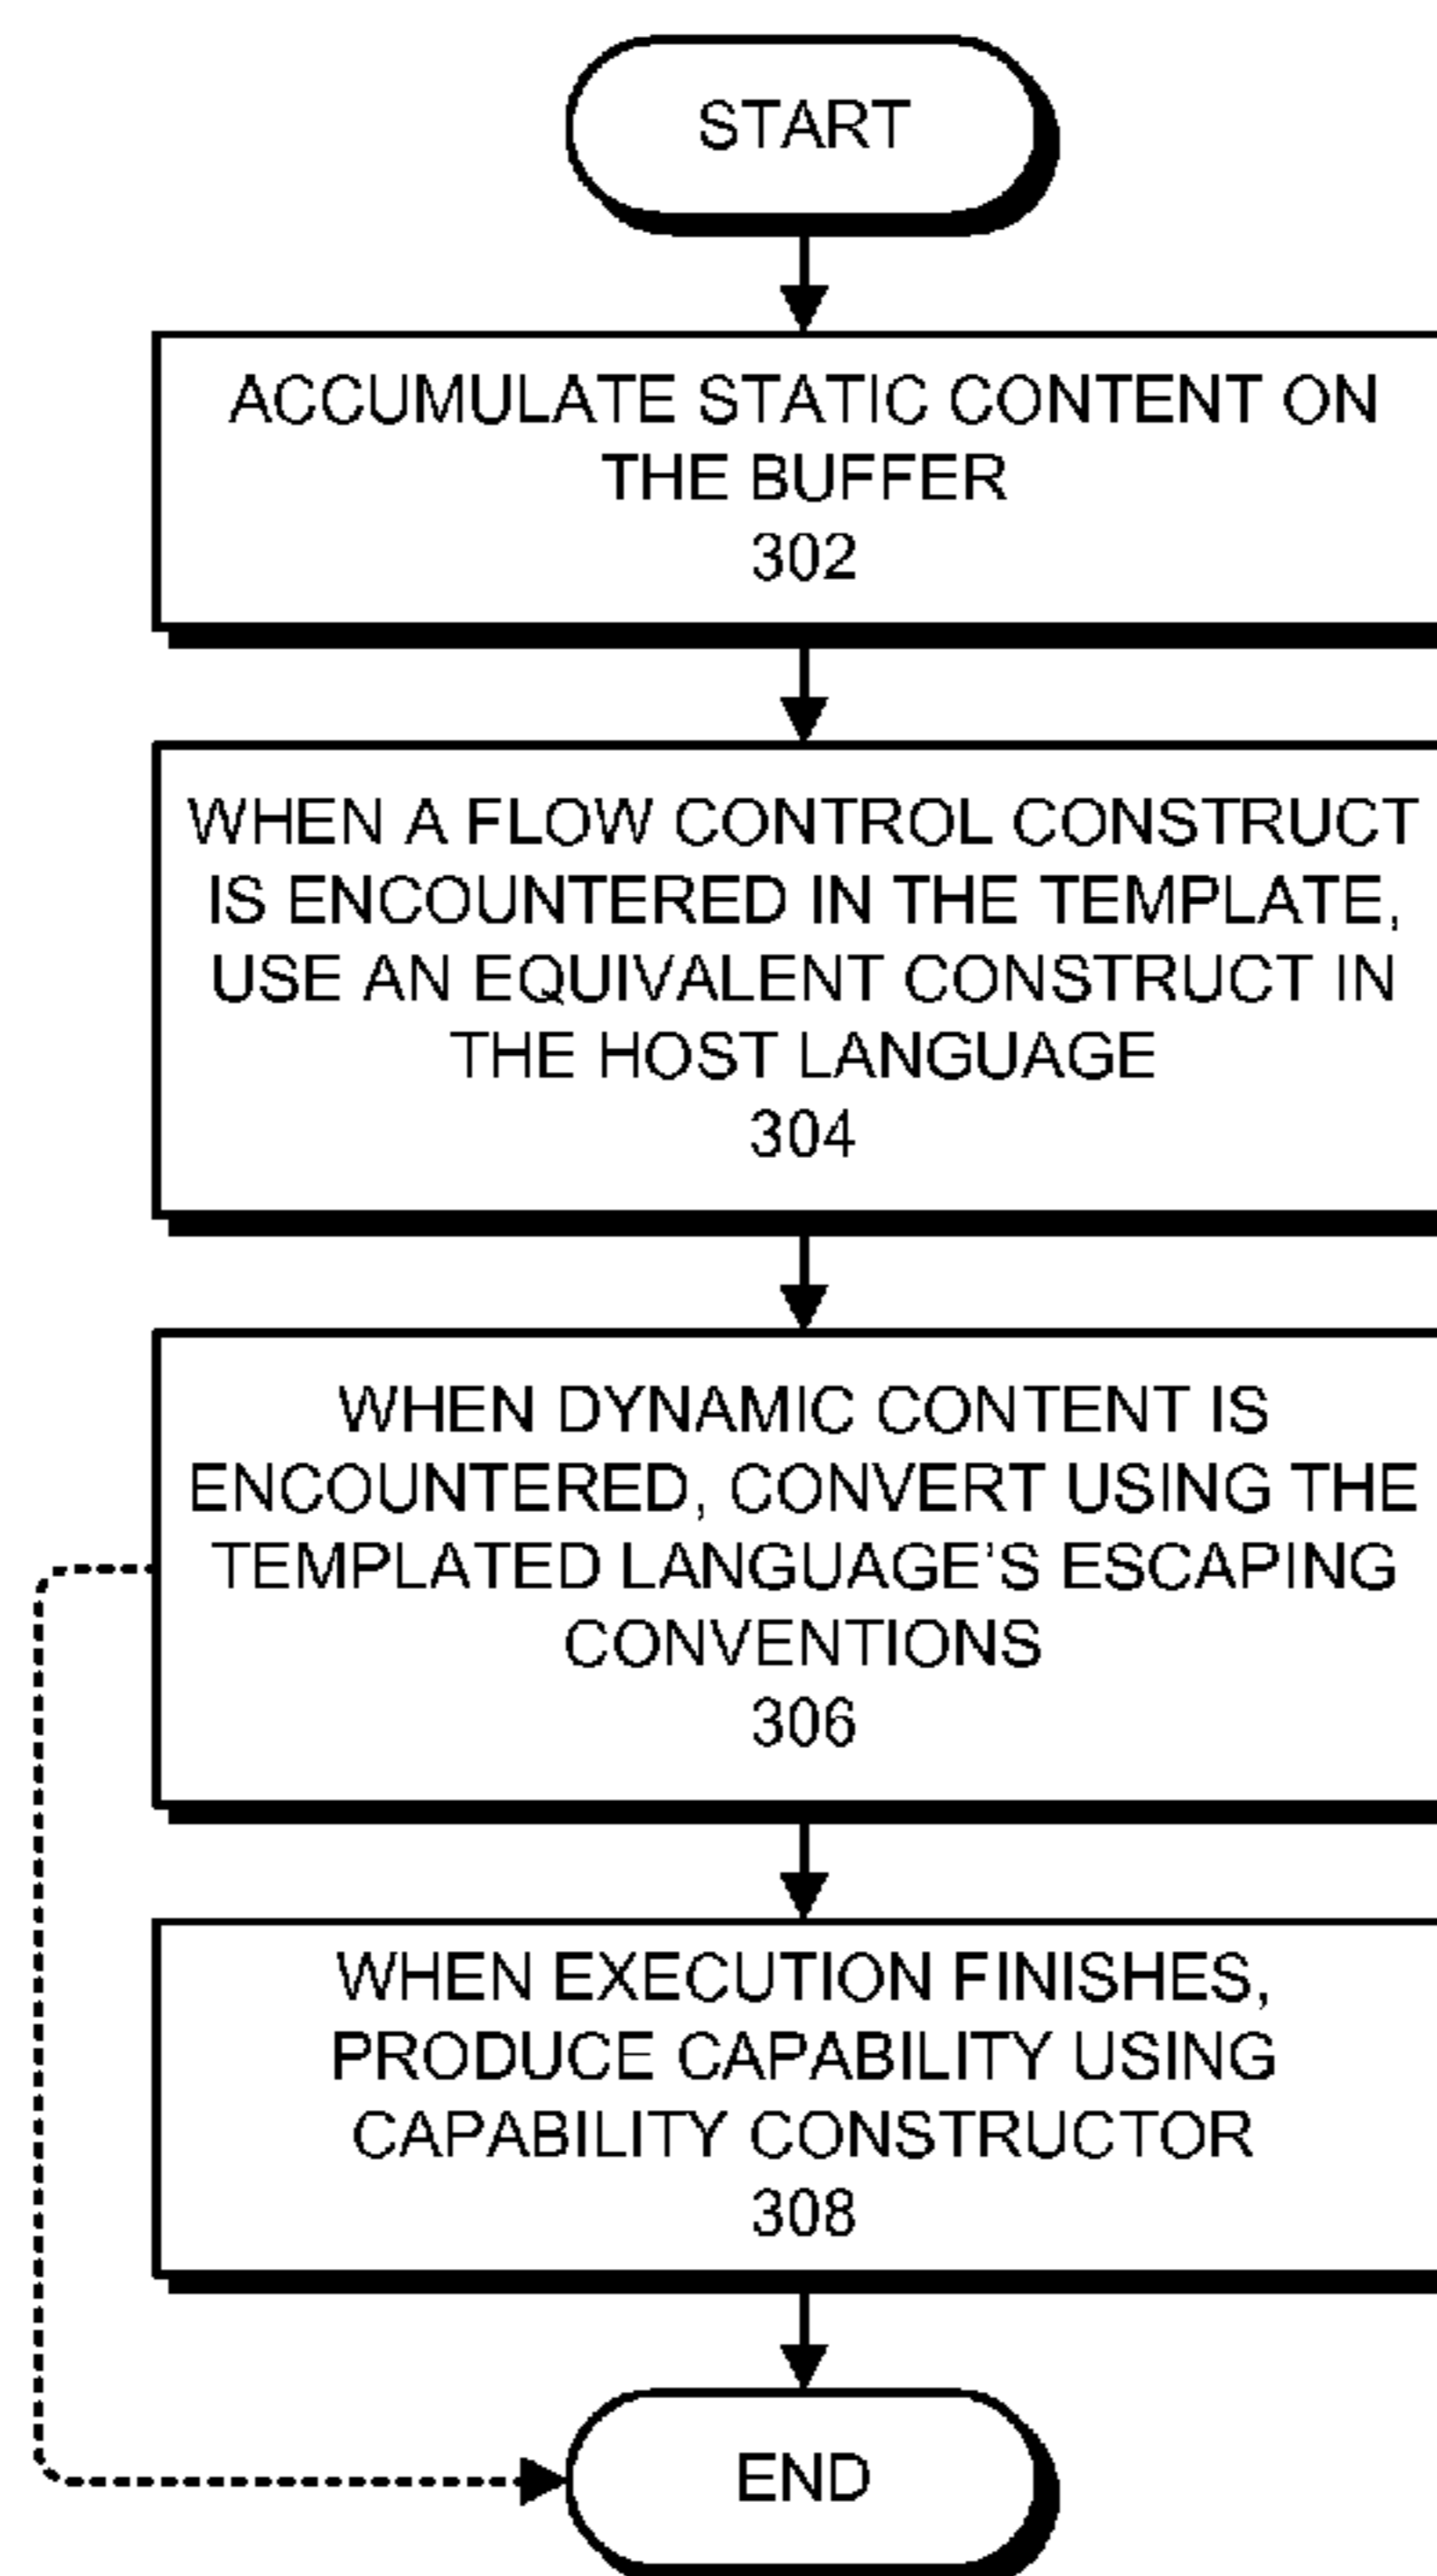 START
ACCUMULATE STATIC CONTENT ON
THE BUFFER
302
WHEN A FLOW CONTROL CONSTRUCT
IS ENCOUNTERED IN THE TEMPLATE,
USE AN EQUIVALENT CONSTRUCT IN
THE HOST LANGUAGE
304
WHEN DYNAMIC CONTENT IS
ENCOUNTERED, CONVERT USING THE
TEMPLATED LANGUAGE’S ESCAPING
CONVENTIONS
306
WHEN EXECUTION FINISHES,
PRODUCE CAPABILITY USING
CAPABILITY CONSTRUCTOR
308
END